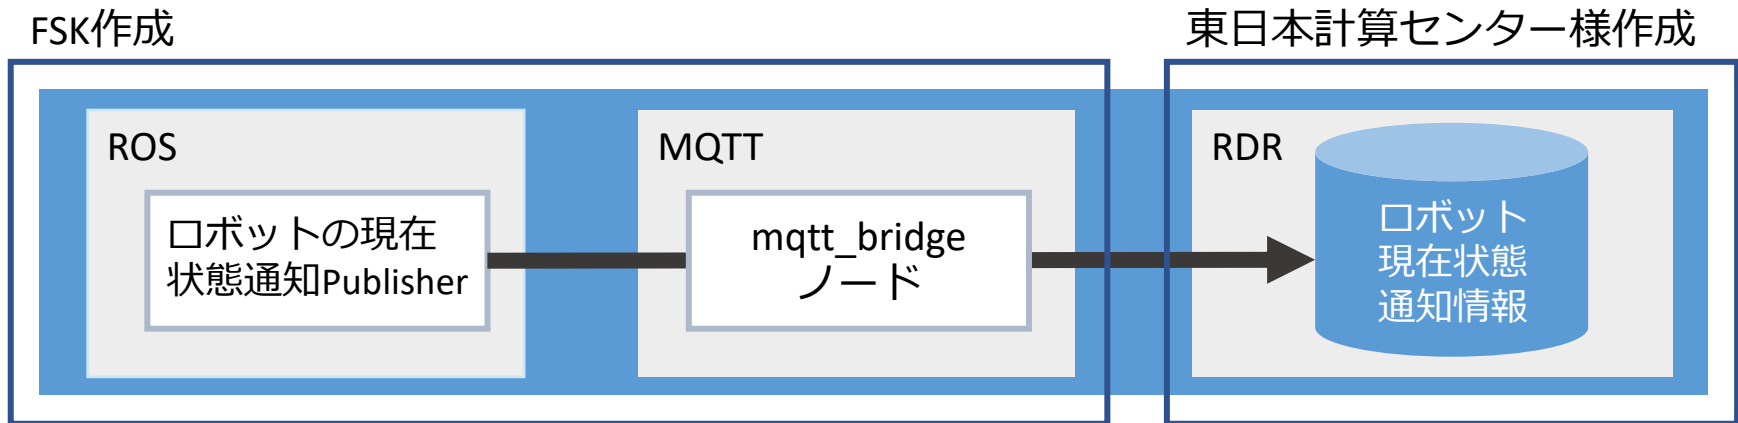 FSK作成
東日本計算センター様作成
ROS
ロボットの現在
状態通知Publisher
MQTT
mqtt_bridge
ノード
RDR
ロボット
現在状態
通知情報